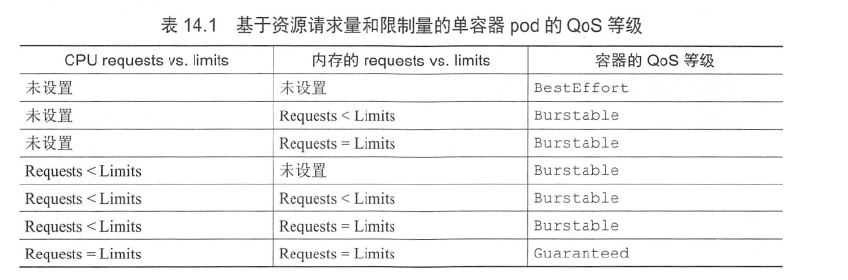 表 14.1 基于资源请求量和限制量的单容器 pod 的 QoS 等级
CPU requests vs. limits 内存的 requests vs. limits 容器的 QoS 等级
未设置 未设置 BestEffort
未设置 Requests < Limits Burstable
未设置 Requests = Limits Burstable
Requests < Limits 未设置 Burstable
Requests < Limits Requests < Limits Burstable
Requests < Limits Requests = Limits Burstable
Requests = Limits Requests = Limits Guaranteed